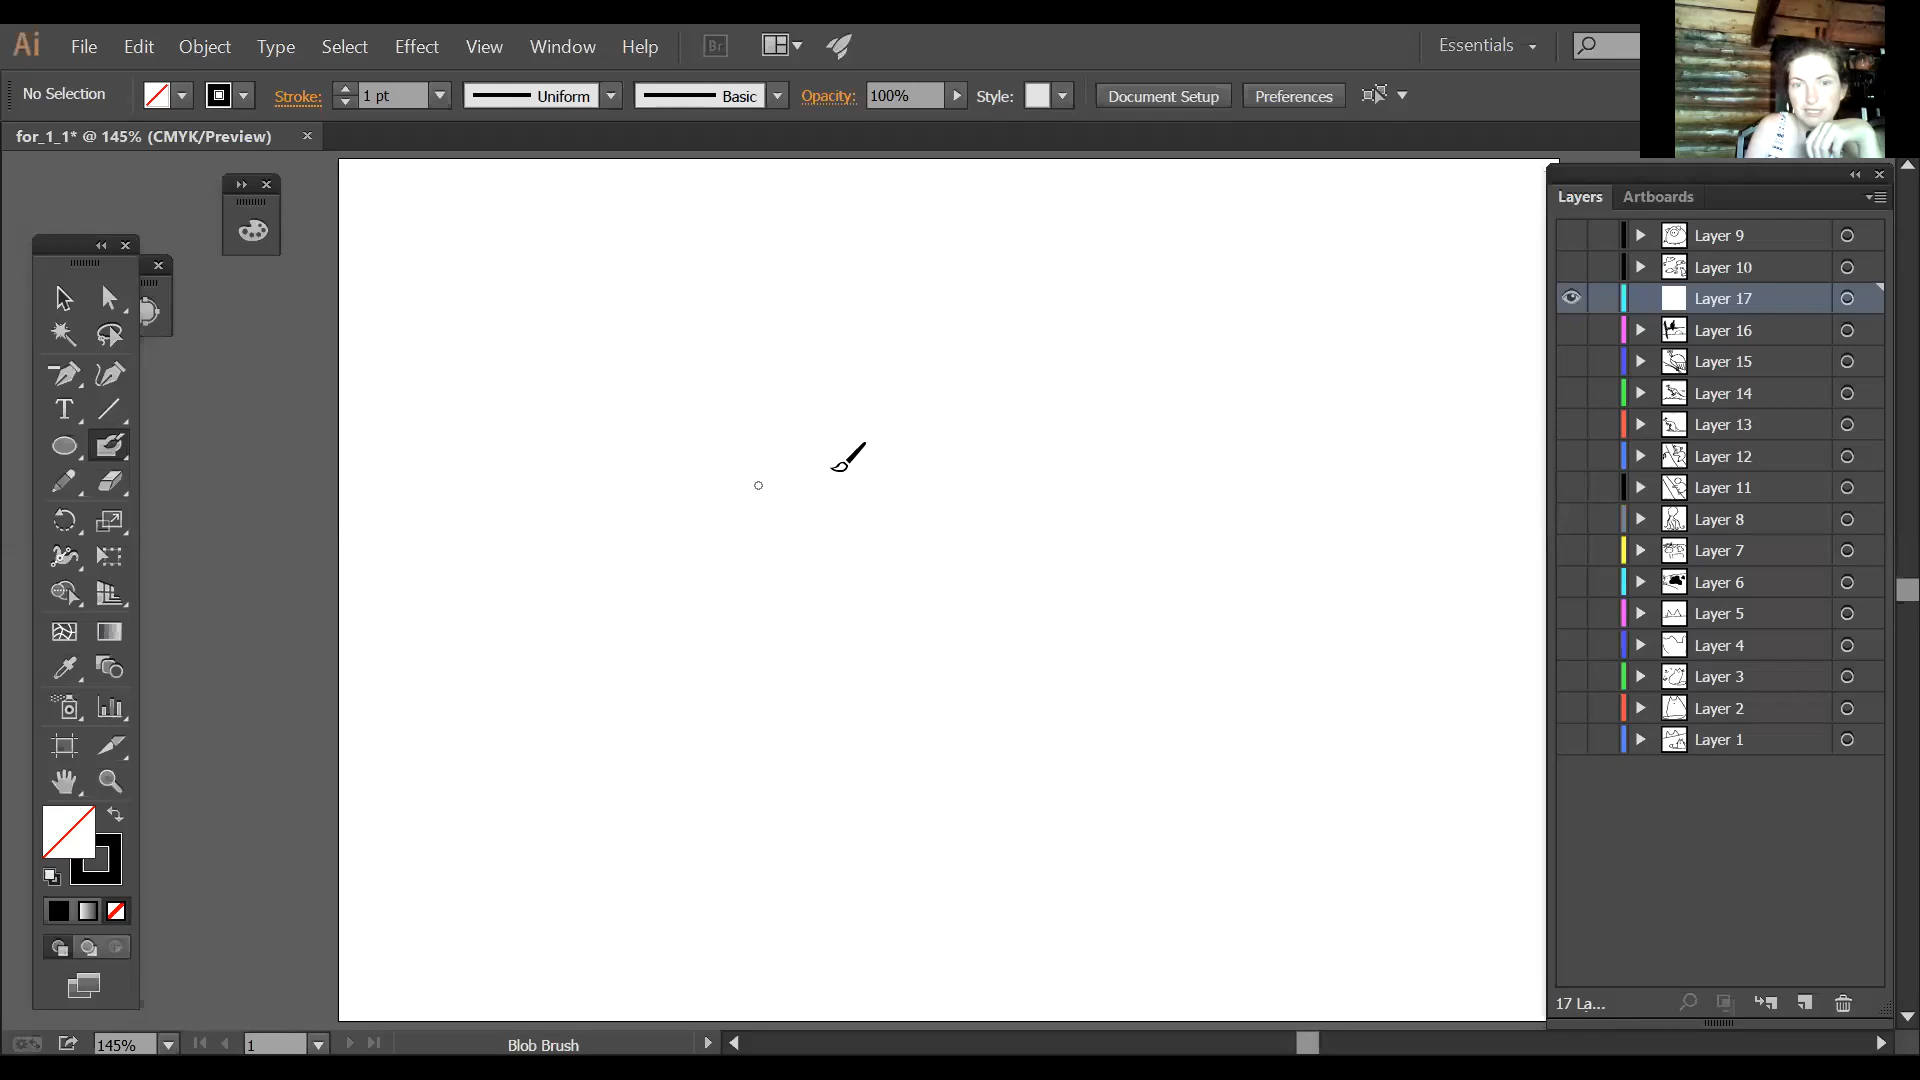 Ai File Edit Object Type Select Effect View Window Help Br Essentials
No Selection Stroke: 1 pt Uniform Basic Opacity: 100% Style: Document Setup Preferences
for_1_1* @ 145% (CMYK/Preview)
Layers Artboards
Layer 9
Layer 10
Layer 17
Layer 16
Layer 15
Layer 14
Layer 13
Layer 12
Layer 11
Layer 8
Layer 7
Layer 6
Layer 5
Layer 4
Layer 3
Layer 2
Layer 1
T
17 La...
145% 1 Blob Brush